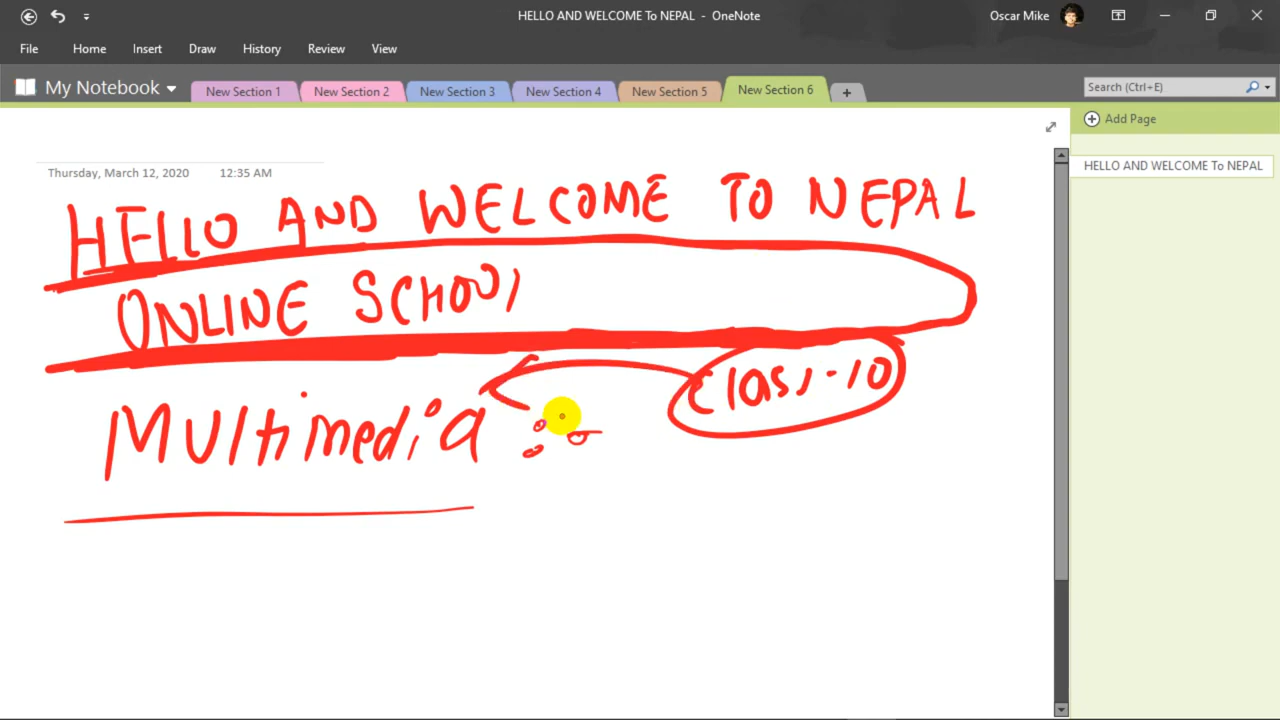 HELLO AND WELCOME To NEPAL - OneNote
Oscar Mike
File Home Insert Draw History Review View
My Notebook
New Section 1 New Section 2 New Section 3 New Section 4 New Section 5 New Section 6
Search (Ctrl+E)
Add Page
HELLO AND WELCOME To NEPAL
Thursday, March 12, 2020 12:35 AM
HELLO AND WELCOME TO NEPAL
ONLINE SCHOOL
Class-10
Multimedia :-